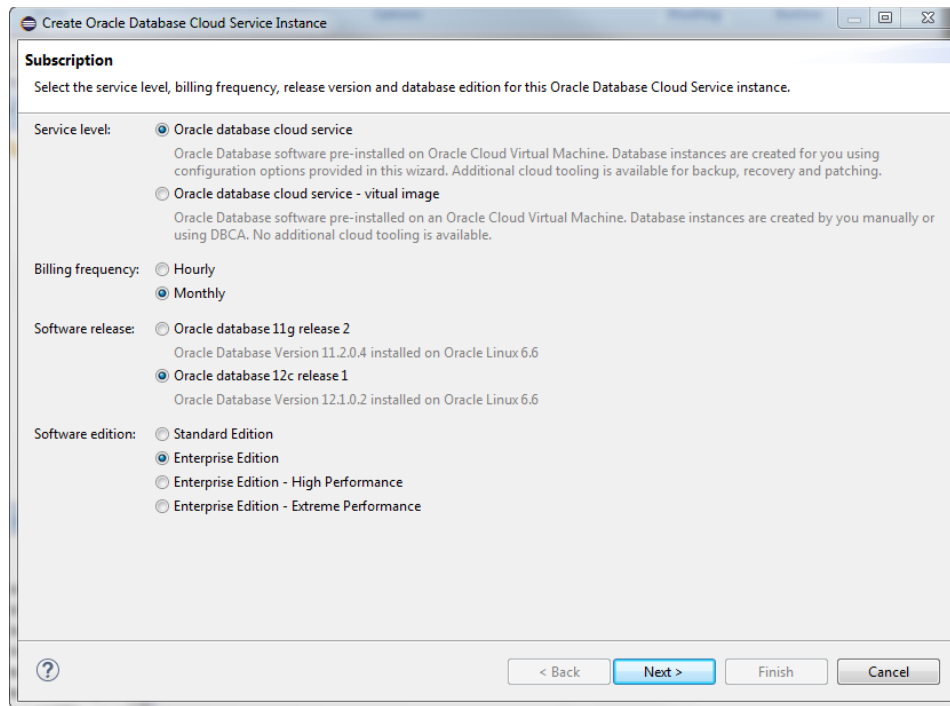 Create Oracle Database Cloud Service Instance
Subscription
Select the service level, billing frequency, release version and database edition for this Oracle Database Cloud Service instance.
Service level: Oracle database cloud service
Oracle Database software pre-installed on Oracle Cloud Virtual Machine. Database instances are created for you using
configuration options provided in this wizard. Additional cloud tooling is available for backup, recovery and patching.
Oracle database cloud service - vitual image
Oracle Database software pre-installed on an Oracle Cloud Virtual Machine. Database instances are created by you manually or
using DBCA. No additional cloud tooling is available.
Billing frequency: Hourly
Monthly
Software release: Oracle database 11g release 2
Oracle Database Version 11.2.0.4 installed on Oracle Linux 6.6
Oracle database 12c release 1
Oracle Database Version 12.1.0.2 installed on Oracle Linux 6.6
Software edition: Standard Edition
Enterprise Edition
Enterprise Edition - High Performance
Enterprise Edition - Extreme Performance
? < Back Next > Finish Cancel